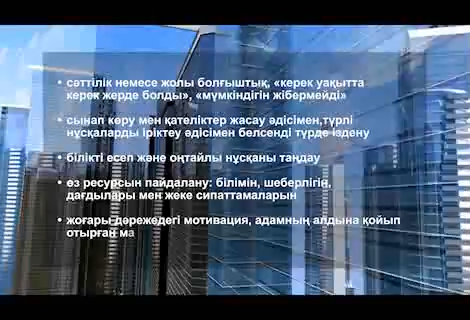 • сәттілік немесе жолы болғыштық, «керек уақытта
керек жерде болды», «мүмкіндігін жібермейді»
• сынап көру мен қателіктер жасау әдісімен,түрлі
нұсқаларды іріктеу әдісімен белсенді түрде іздену
• білікті есеп және оңтайлы нұсқаны таңдау
• өз ресурсын пайдалану: білімін, шеберлігін,
дағдылары мен жеке сипаттамаларын
• жоғары дәрежедегі мотивация, адамның алдына қойып
отырған ма